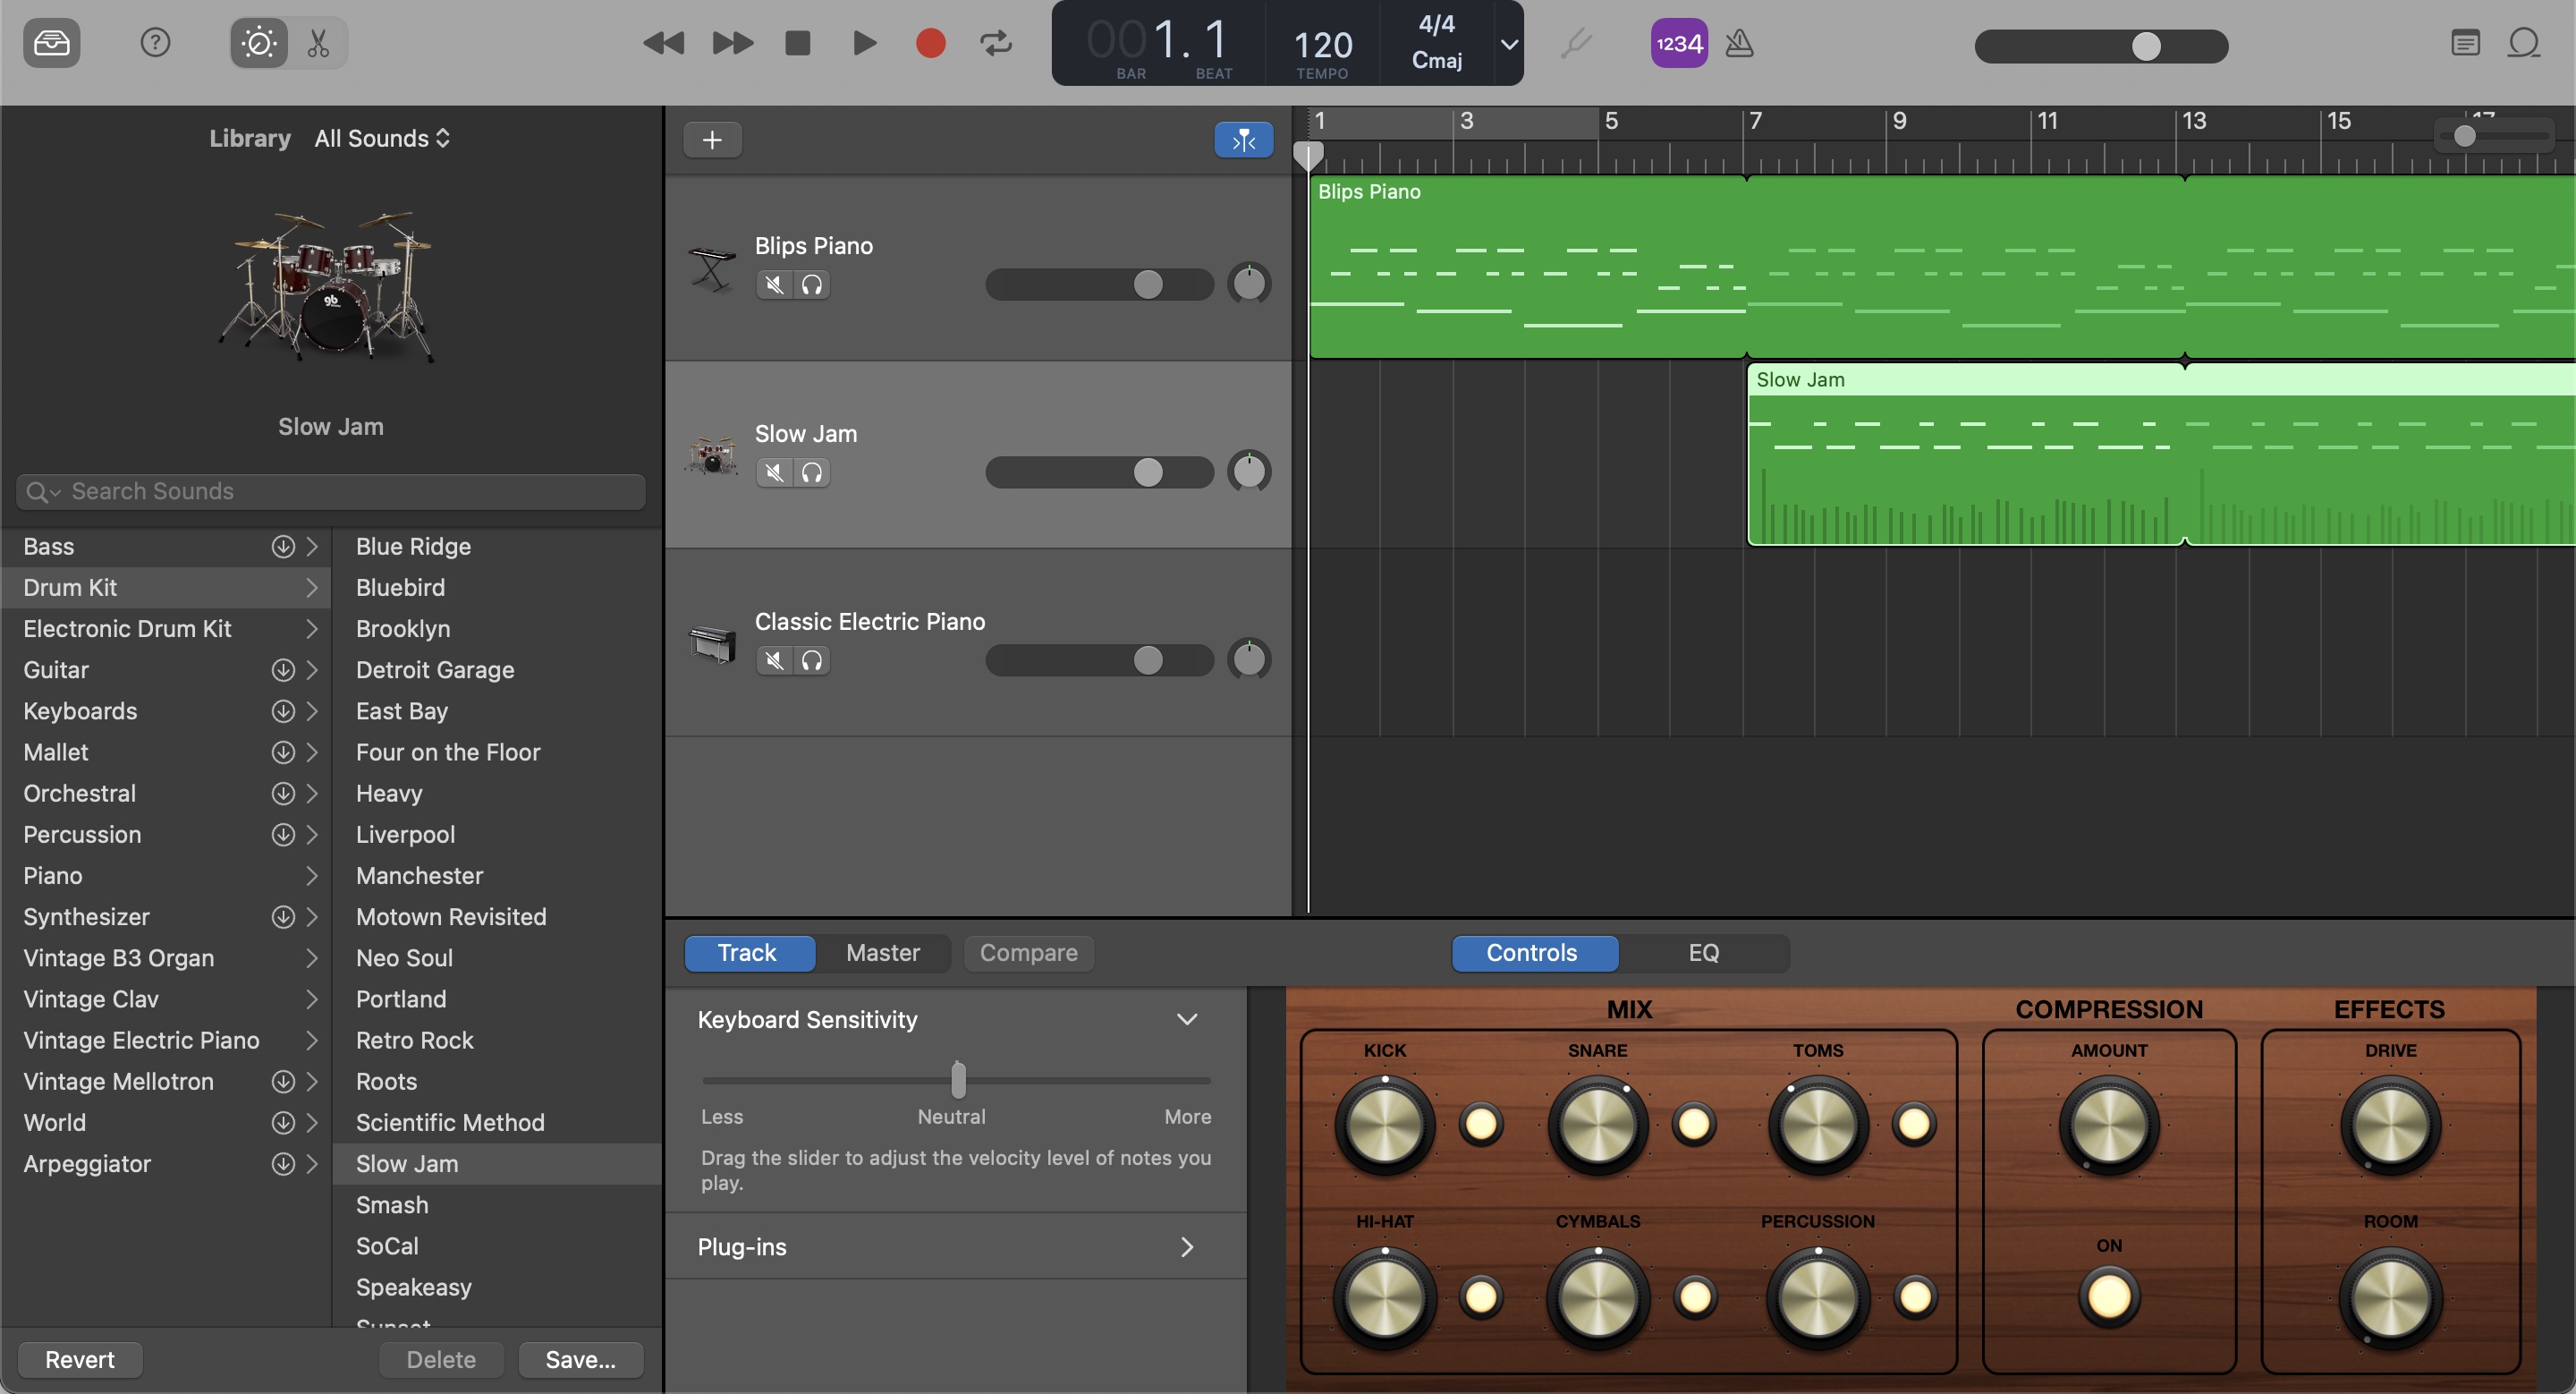 001.1
BAR
BEAT
120
TEMPO
4/4
Cmaj
1234
Library
All Sounds
gb
Slow Jam
Search Sounds
Bass
Drum Kit
Electronic Drum Kit
Guitar
Keyboards
Mallet
Orchestral
Percussion
Piano
Synthesizer
Vintage B3 Organ
Vintage Clav
Vintage Electric Piano
Vintage Mellotron
World
Arpeggiator
Blue Ridge
Bluebird
Brooklyn
Detroit Garage
East Bay
Four on the Floor
Heavy
Liverpool
Manchester
Motown Revisited
Neo Soul
Portland
Retro Rock
Roots
Scientific Method
Slow Jam
Smash
SoCal
Speakeasy
Sunset
Revert
Delete
Save...
1 3 5 7 9 11 13 15 17
Blips Piano
Slow Jam
Classic Electric Piano
Blips Piano
Slow Jam
Track
Master
Compare
Controls
EQ
Keyboard Sensitivity
Less
Neutral
More
Drag the slider to adjust the velocity level of notes you
play.
Plug-ins
MIX
COMPRESSION
EFFECTS
KICK
SNARE
TOMS
AMOUNT
DRIVE
HI-HAT
CYMBALS
PERCUSSION
ON
ROOM